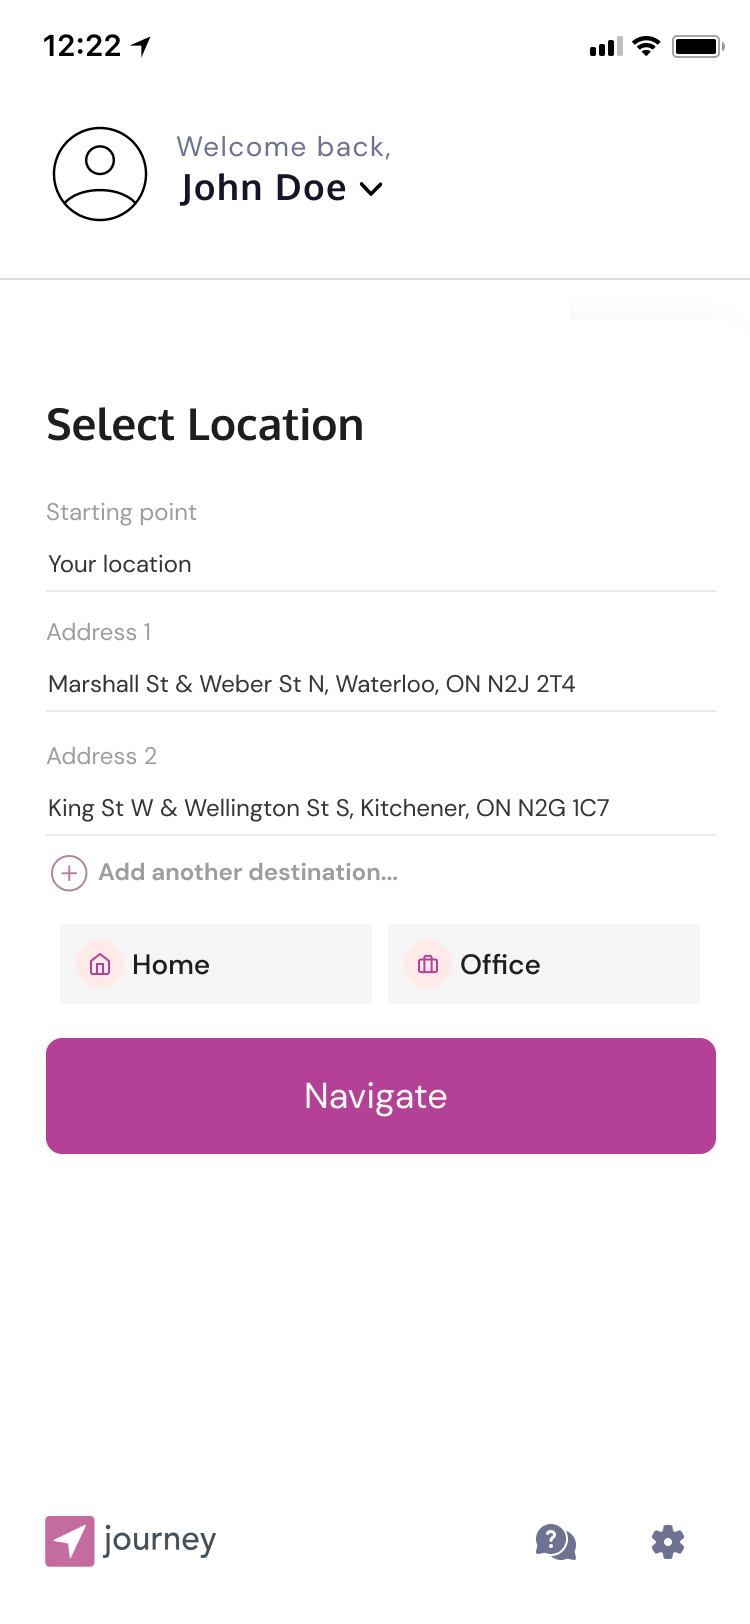 12:22
Welcome back,
John Doe
Select Location
Starting point
Your location
Address 1
Marshall St & Weber St N, Waterloo, ON N2J 2T4
Address 2
King St W & Wellington St S, Kitchener, ON N2G 1C7
Add another destination...
Home
Office
Navigate
journey
?